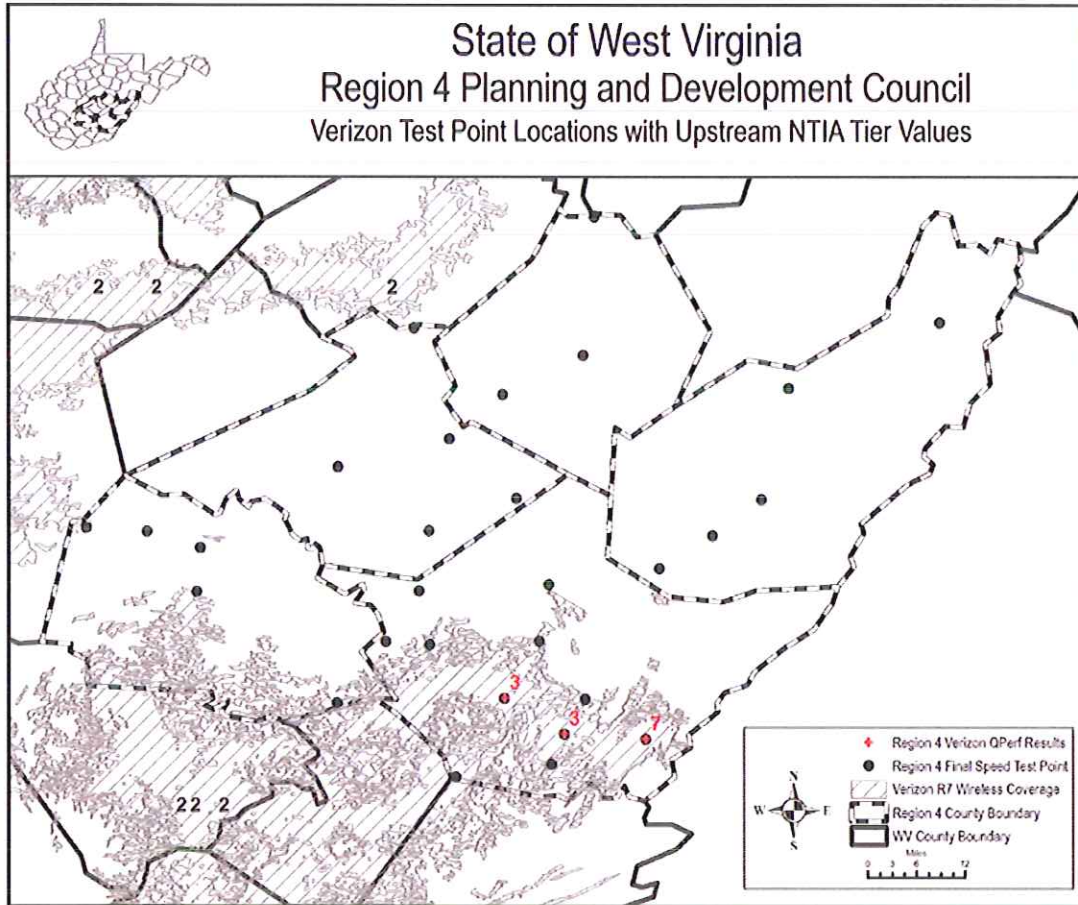 State of West Virginia
Region 4 Planning and Development Council
Verizon Test Point Locations with Upstream NTIA Tier Values
2 2 2
3
3 7
22 2
Region 4 Verizon QPerf Results
Region 4 Final Speed Test Point
Verizon R7 Wireless Coverage
Region 4 County Boundary
WV County Boundary
N
W E
S
Miles
0 3 6 12